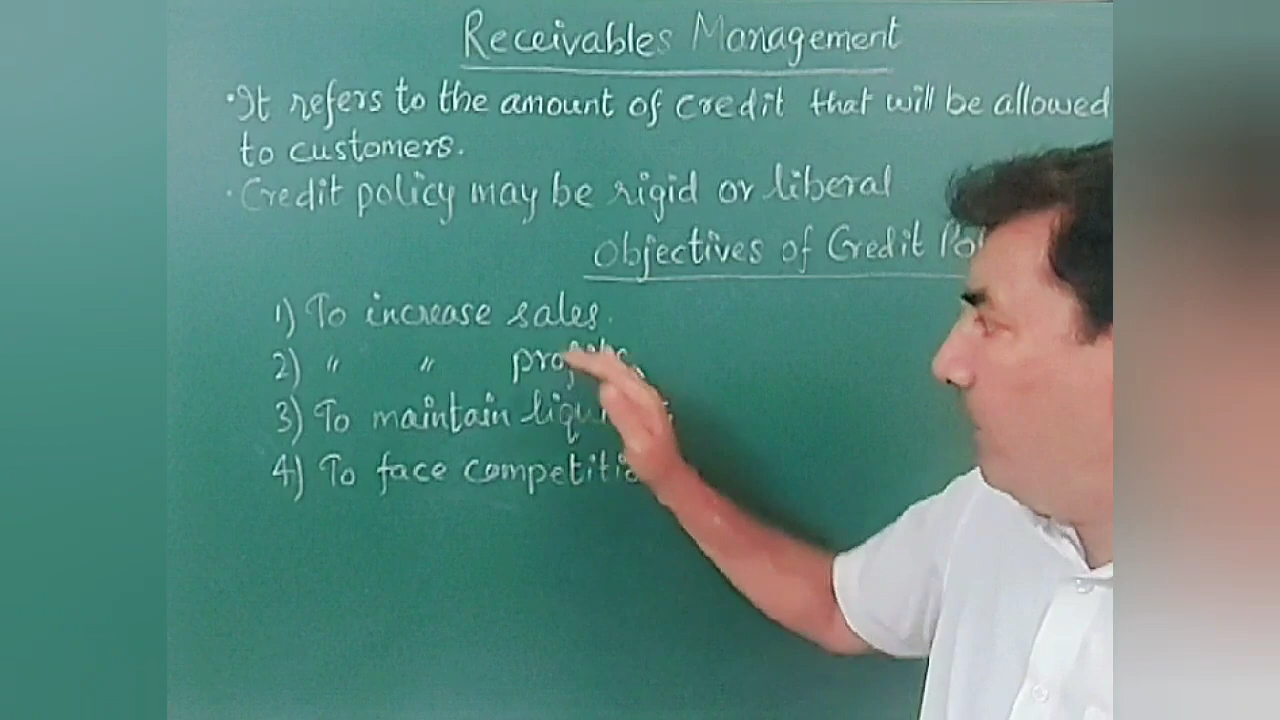 Receivables Management
•It refers to the amount of credit that will be allowed
to customers.
•Credit policy may be rigid or liberal
Objectives of Credit
1) To increase sales.
2) " "
3) To maintain
4) To face